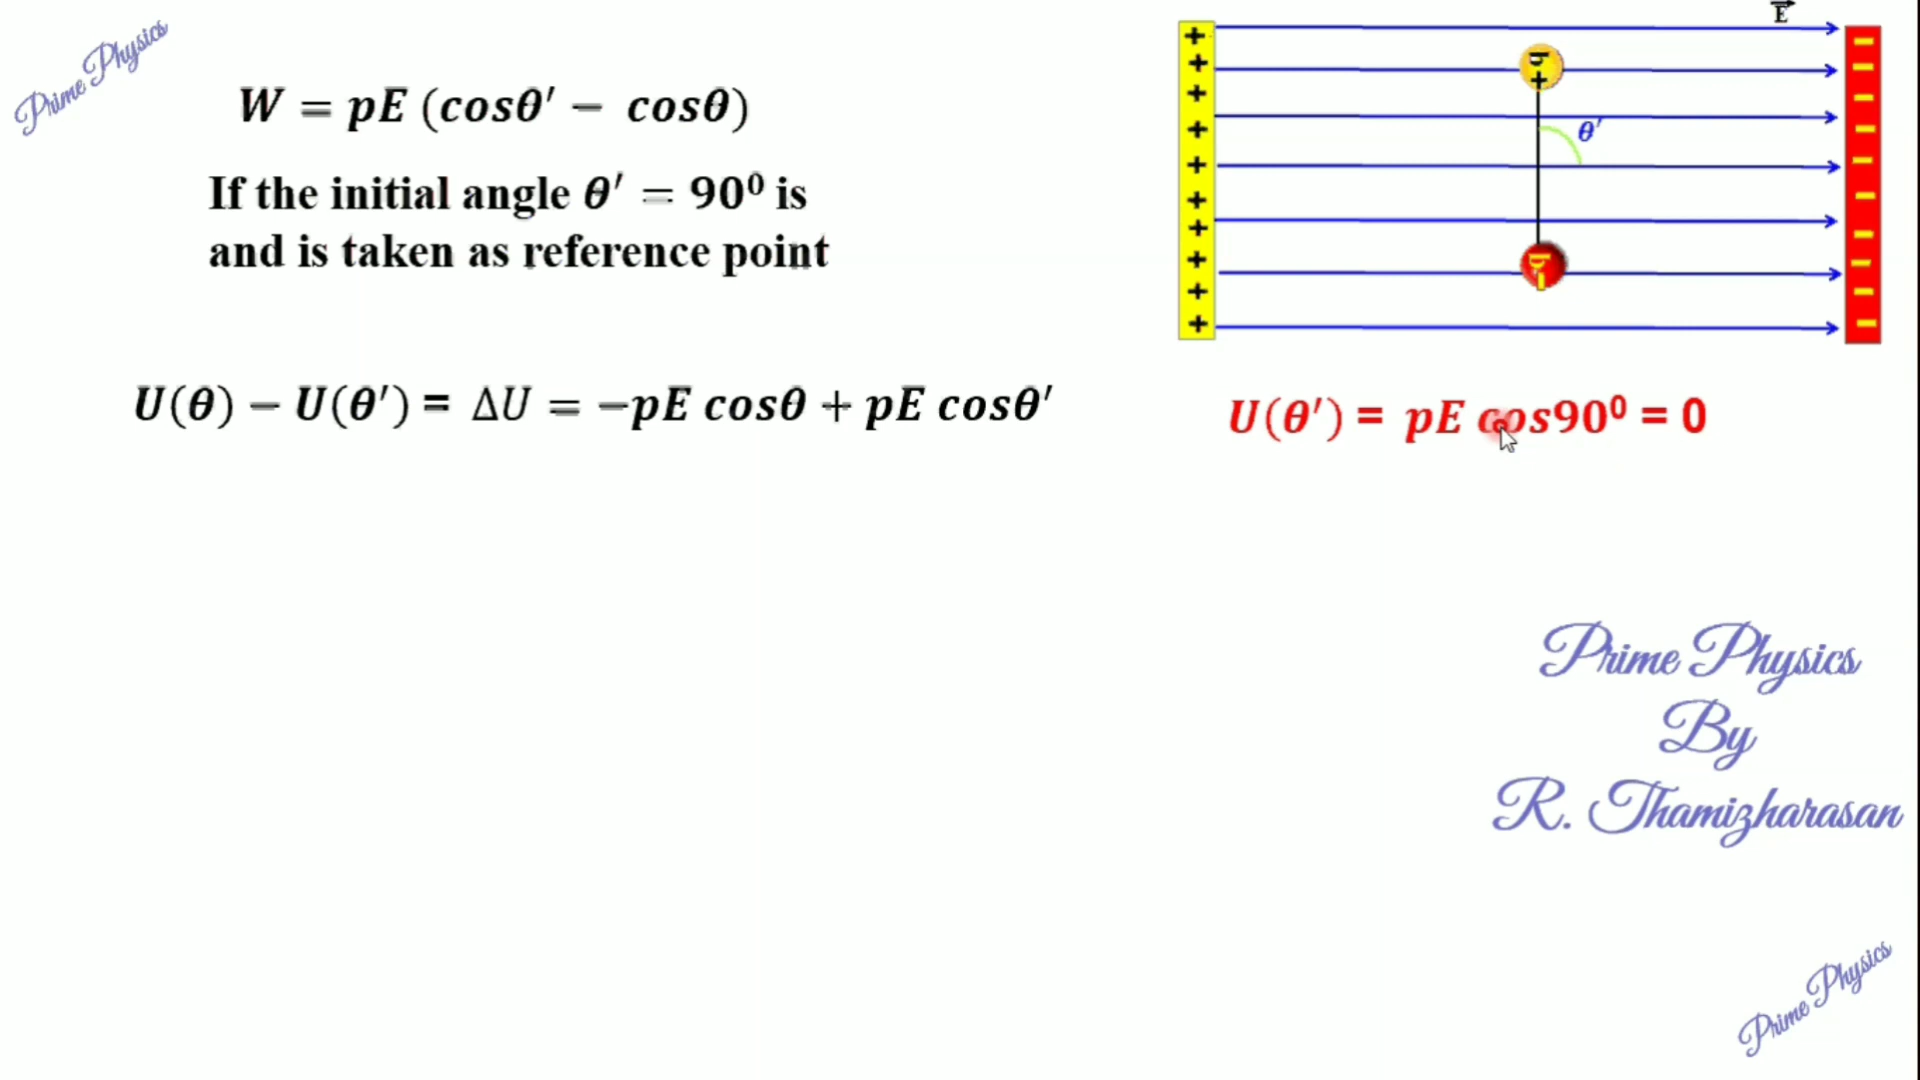 Prime Physics
W = pE (cosθ′ − cosθ)
If the initial angle θ′ = 90⁰ is
and is taken as reference point
U(θ) − U(θ′) = ΔU = −pE cosθ + pE cosθ′
E
+ q
θ′
−q
+ + + + + + + + + +
− − − − − − − − − −
U(θ′) = pE cos90⁰ = 0
Prime Physics
By
R. Thamizharasan
Prime Physics